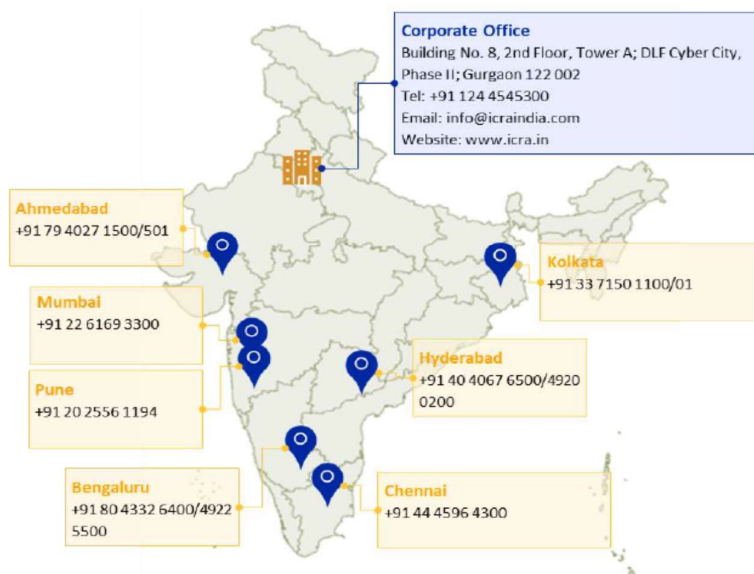 Corporate Office
Building No. 8, 2nd Floor, Tower A; DLF Cyber City,
Phase II; Gurgaon 122 002
Tel: +91 124 4545300
Email: info@icraindia.com
Website: www.icra.in
Ahmedabad
+91 79 4027 1500/501
Kolkata
+91 33 7150 1100/01
Mumbai
+91 22 6169 3300
Hyderabad
+91 40 4067 6500/4920
0200
Pune
+91 20 2556 1194
Bengaluru
+91 80 4332 6400/4922
5500
Chennai
+91 44 4596 4300